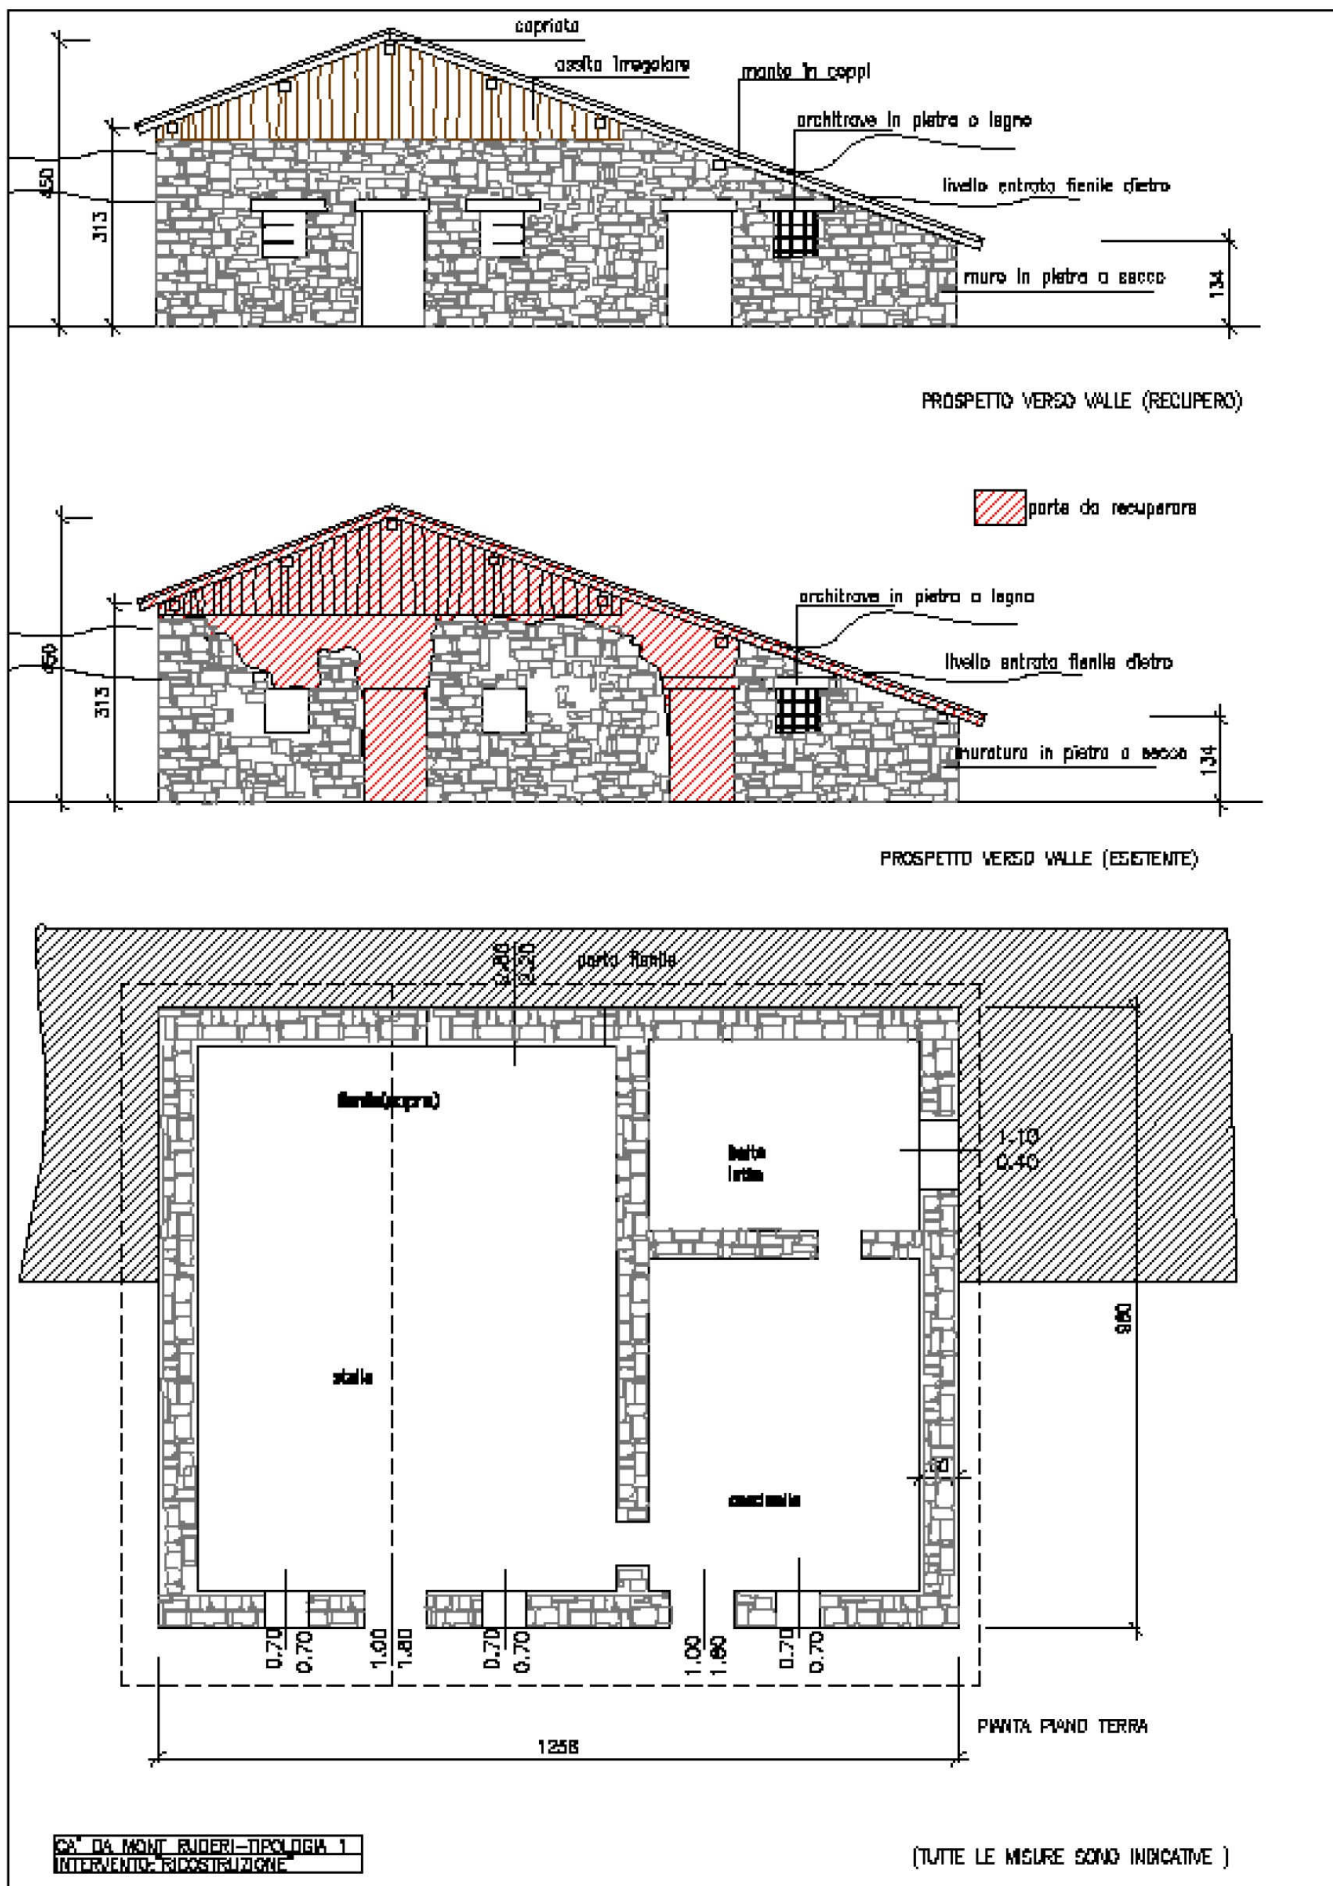 capriata
assito irregolare
manto in coppi
architrave in pietra o legno
livello entrata fienile dietro
muro in pietra a secco
450
313
134
PROSPETTO VERSO VALLE (RECUPERO)
parte da recuperare
architrave in pietra o legno
livello entrata fienile dietro
muratura in pietra a secco
450
313
134
PROSPETTO VERSO VALLE (ESISTENTE)
2.20
porta fienile
fienile(sopra)
1.10
0.40
latte
stalla
0.70
0.70
1.00
1.80
0.70
0.70
1.00
1.80
0.70
0.70
PIANTA PIANO TERRA
1258
CA' DA MONT RUDERI-TIPOLOGIA 1
INTERVENTO:"RICOSTRUZIONE"
(TUTTE LE MISURE SONO INDICATIVE )